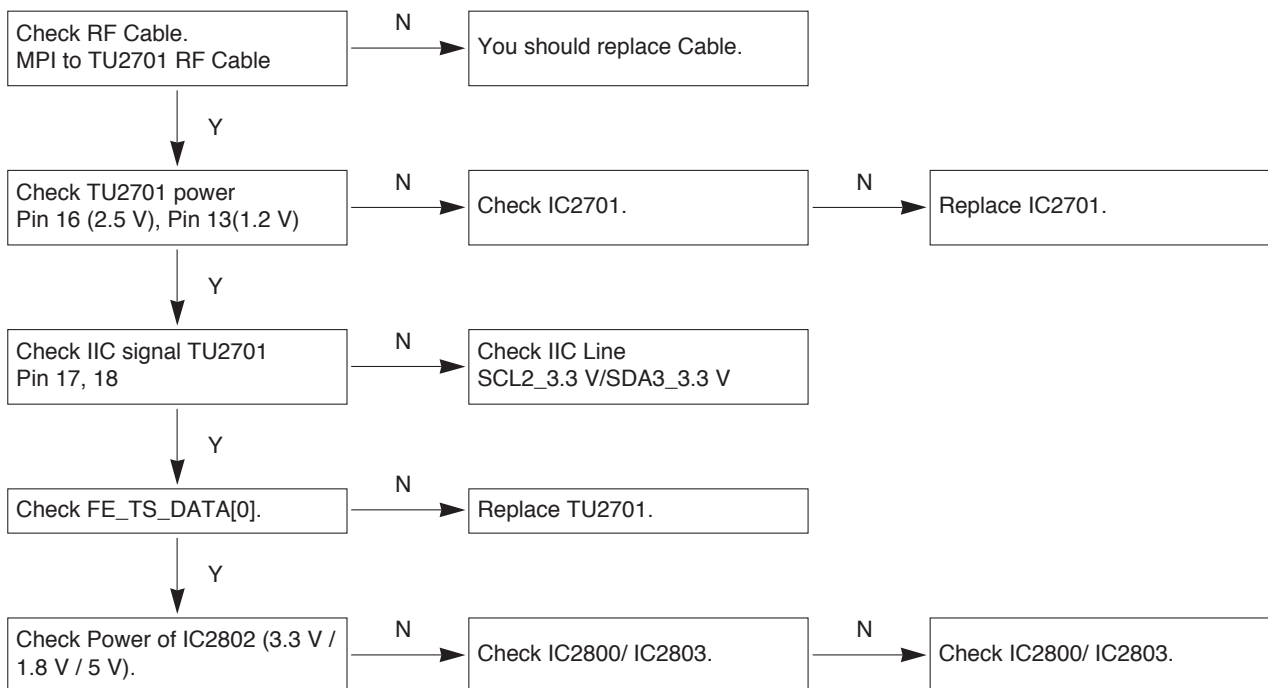 Check RF Cable.
MPI to TU2701 RF Cable
N
You should replace Cable.
Y
Check TU2701 power
Pin 16 (2.5 V), Pin 13(1.2 V)
N
Check IC2701.
N
Replace IC2701.
Y
Check IIC signal TU2701
Pin 17, 18
N
Check IIC Line
SCL2_3.3 V/SDA3_3.3 V
Y
Check FE_TS_DATA[0].
N
Replace TU2701.
Y
Check Power of IC2802 (3.3 V /
1.8 V / 5 V).
N
Check IC2800/ IC2803.
N
Check IC2800/ IC2803.